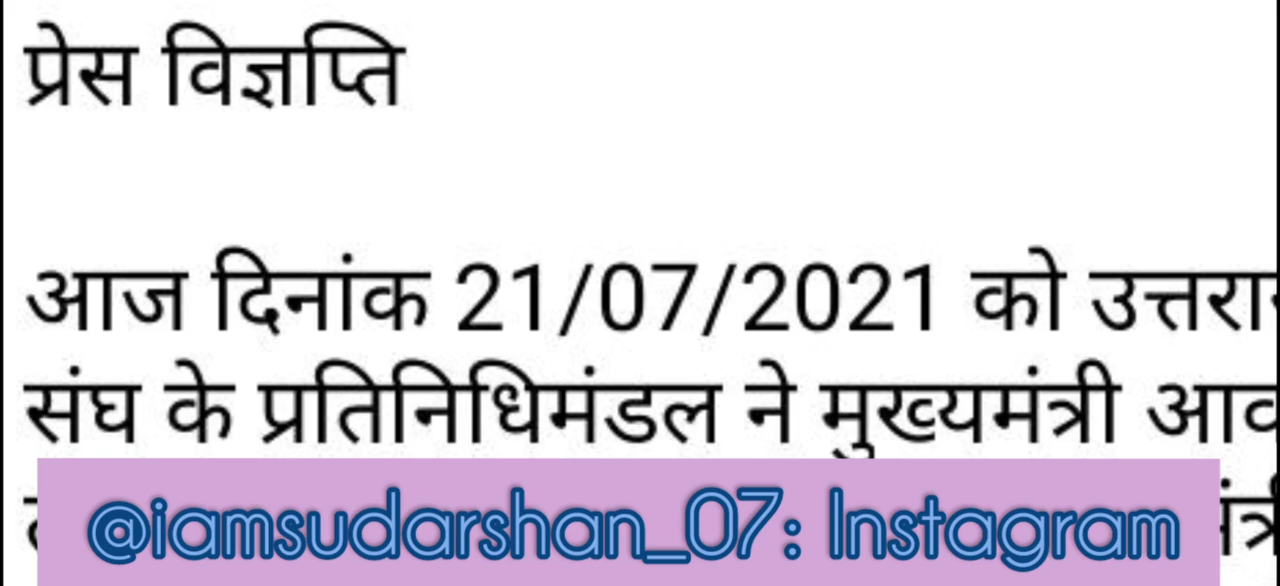 प्रेस विज्ञप्ति
आज दिनांक 21/07/2021 को
संघ के प्रतिनिधिमंडल ने मुख्यमंत्री
@iamsudarshan_07: Instagram